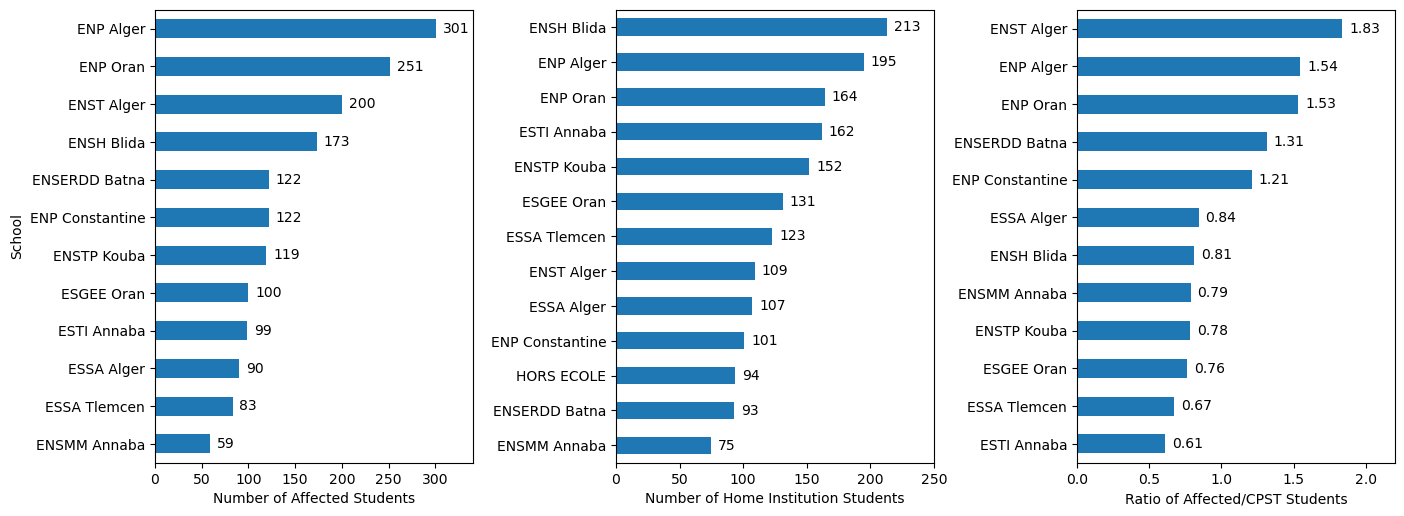 School
ENP Alger 301
ENP Oran 251
ENST Alger 200
ENSH Blida 173
ENSERDD Batna 122
ENP Constantine 122
ENSTP Kouba 119
ESGEE Oran 100
ESTI Annaba 99
ESSA Alger 90
ESSA Tlemcen 83
ENSMM Annaba 59
0 50 100 150 200 250 300
Number of Affected Students
ENSH Blida 213
ENP Alger 195
ENP Oran 164
ESTI Annaba 162
ENSTP Kouba 152
ESGEE Oran 131
ESSA Tlemcen 123
ENST Alger 109
ESSA Alger 107
ENP Constantine 101
HORS ECOLE 94
ENSERDD Batna 93
ENSMM Annaba 75
0 50 100 150 200 250
Number of Home Institution Students
ENST Alger 1.83
ENP Alger 1.54
ENP Oran 1.53
ENSERDD Batna 1.31
ENP Constantine 1.21
ESSA Alger 0.84
ENSH Blida 0.81
ENSMM Annaba 0.79
ENSTP Kouba 0.78
ESGEE Oran 0.76
ESSA Tlemcen 0.67
ESTI Annaba 0.61
0.0 0.5 1.0 1.5 2.0
Ratio of Affected/CPST Students